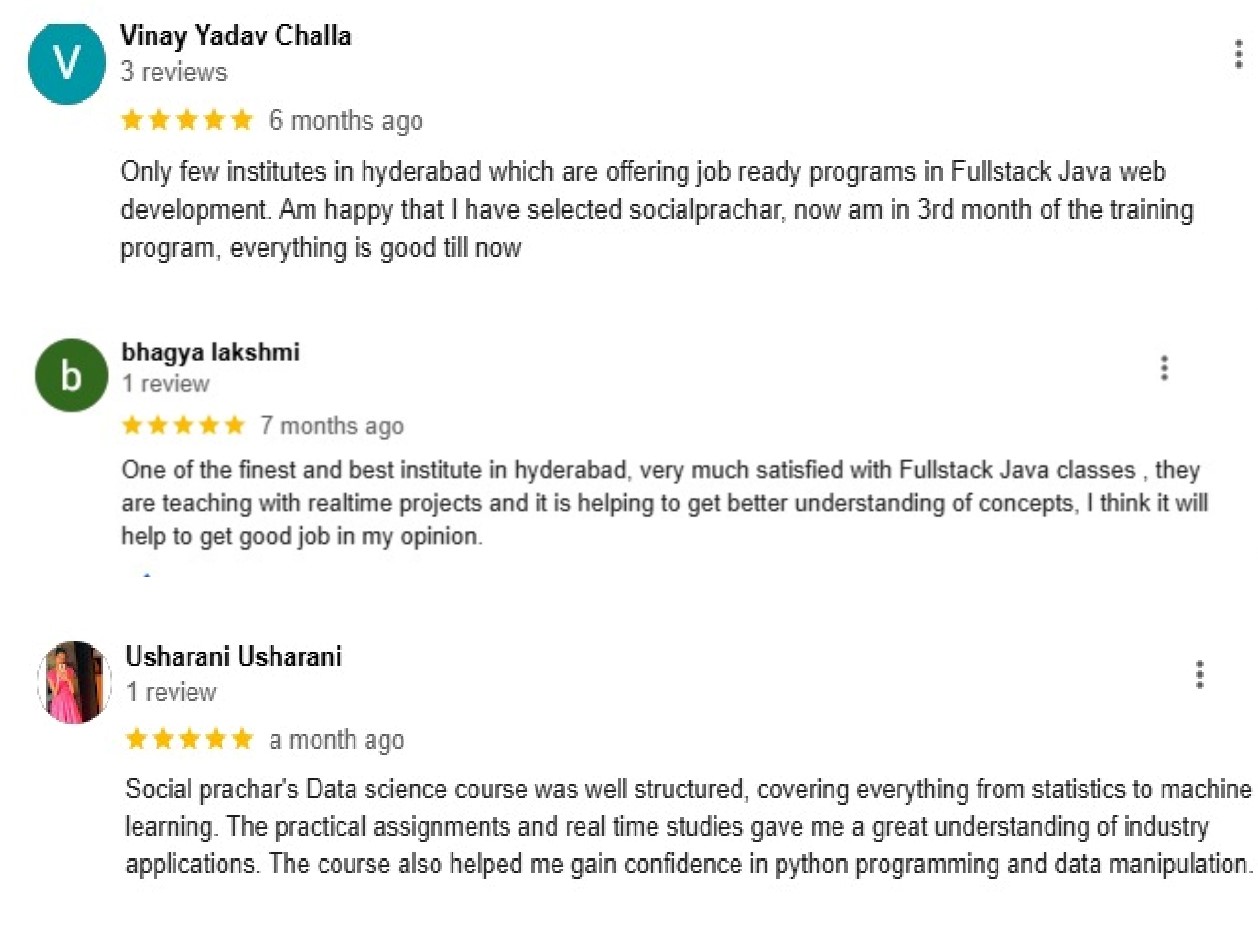 V
Vinay Yadav Challa
3 reviews
6 months ago
Only few institutes in hyderabad which are offering job ready programs in Fullstack Java web
development. Am happy that I have selected socialprachar, now am in 3rd month of the training
program, everything is good till now
b
bhagya lakshmi
1 review
7 months ago
One of the finest and best institute in hyderabad, very much satisfied with Fullstack Java classes , they
are teaching with realtime projects and it is helping to get better understanding of concepts, I think it will
help to get good job in my opinion.
Usharani Usharani
1 review
a month ago
Social prachar's Data science course was well structured, covering everything from statistics to machine
learning. The practical assignments and real time studies gave me a great understanding of industry
applications. The course also helped me gain confidence in python programming and data manipulation.